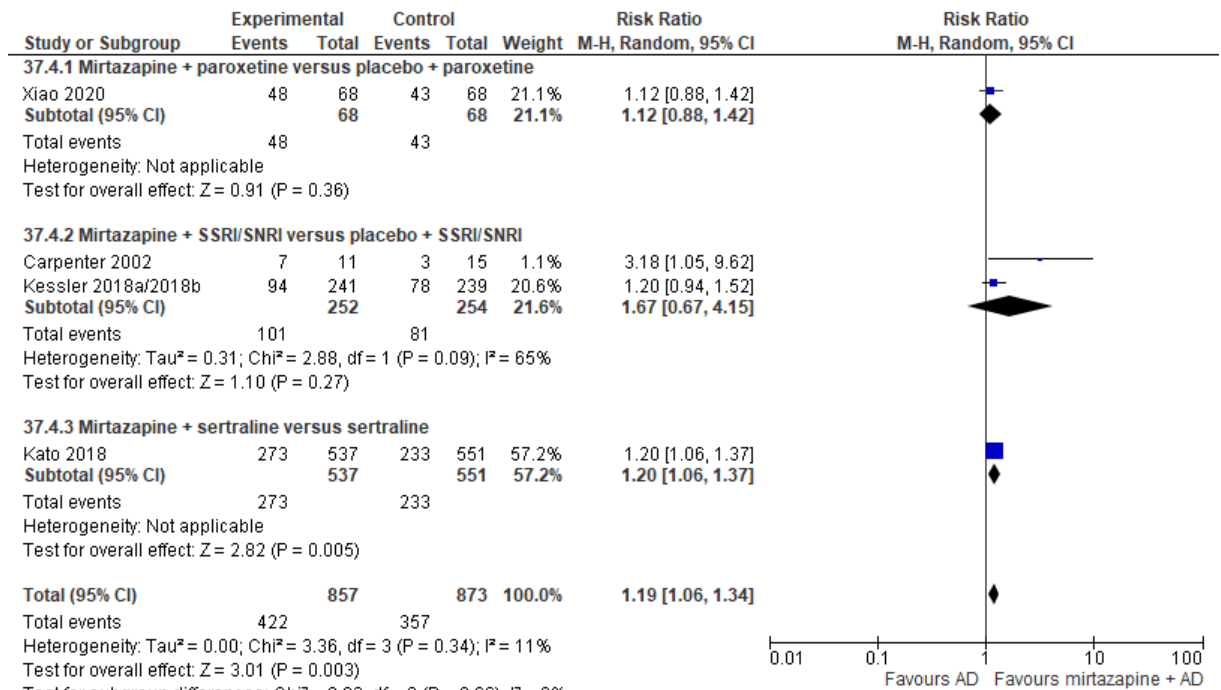 Experimental Control Risk Ratio Risk Ratio
Study or Subgroup Events Total Events Total Weight M-H, Random, 95% CI M-H, Random, 95% CI
37.4.1 Mirtazapine + paroxetine versus placebo + paroxetine
Xiao 2020 48 68 43 68 21.1% 1.12 [0.88, 1.42]
Subtotal (95% CI) 68 68 21.1% 1.12 [0.88, 1.42]
Total events 48 43
Heterogeneity: Not applicable
Test for overall effect: Z = 0.91 (P = 0.36)
37.4.2 Mirtazapine + SSRI/SNRI versus placebo + SSRI/SNRI
Carpenter 2002 7 11 3 15 1.1% 3.18 [1.05, 9.62]
Kessler 2018a/2018b 94 241 78 239 20.6% 1.20 [0.94, 1.52]
Subtotal (95% CI) 252 254 21.6% 1.67 [0.67, 4.15]
Total events 101 81
Heterogeneity: Tau² = 0.31; Chi² = 2.88, df = 1 (P = 0.09); I² = 65%
Test for overall effect: Z = 1.10 (P = 0.27)
37.4.3 Mirtazapine + sertraline versus sertraline
Kato 2018 273 537 233 551 57.2% 1.20 [1.06, 1.37]
Subtotal (95% CI) 537 551 57.2% 1.20 [1.06, 1.37]
Total events 273 233
Heterogeneity: Not applicable
Test for overall effect: Z = 2.82 (P = 0.005)
Total (95% CI) 857 873 100.0% 1.19 [1.06, 1.34]
Total events 422 357
Heterogeneity: Tau² = 0.00; Chi² = 3.36, df = 3 (P = 0.34); I² = 11%
Test for overall effect: Z = 3.01 (P = 0.003)
0.01 0.1 1 10 100
Favours AD Favours mirtazapine + AD